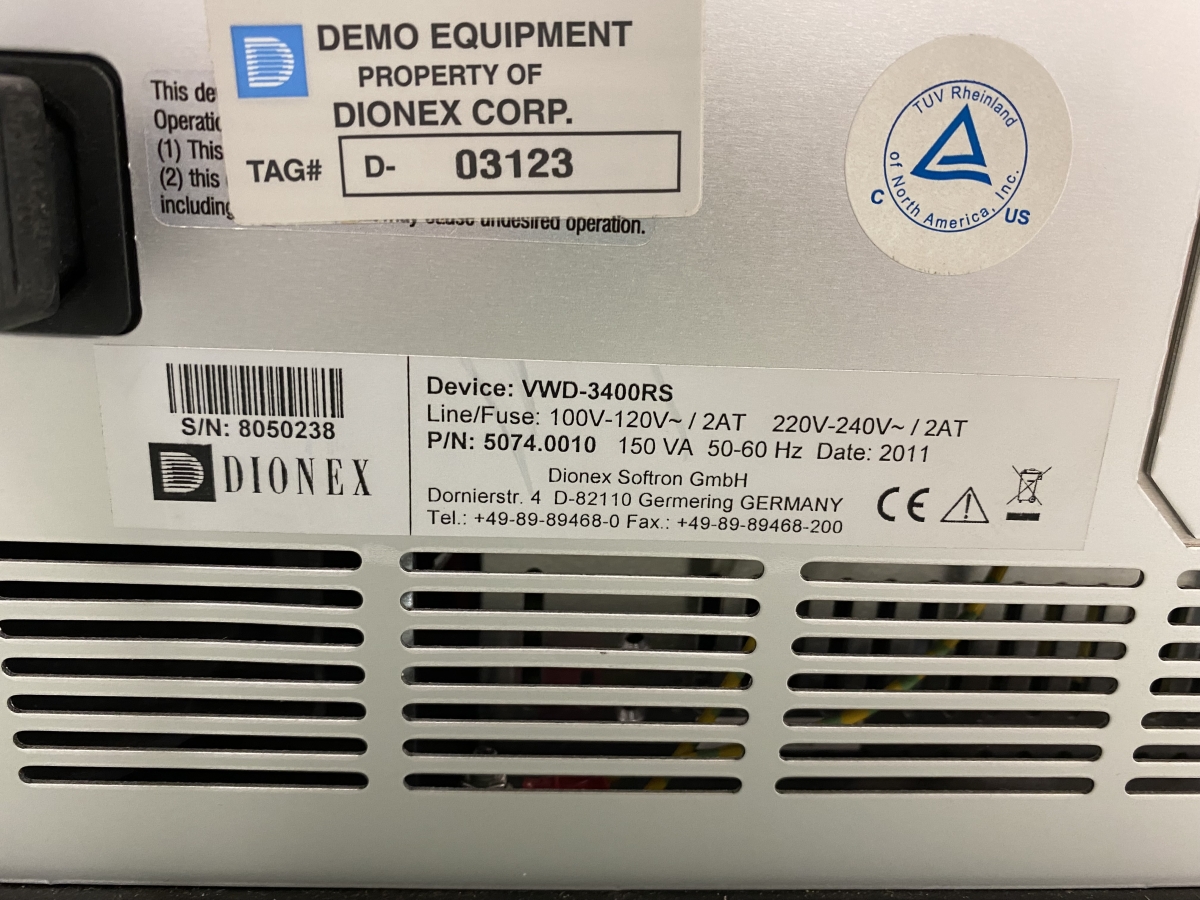 DEMO EQUIPMENT
PROPERTY OF
DIONEX CORP.
TAG# D- 03123
This
(1) This
(2) this
including
may cause undesired operation.
TUV Rheinland
of North America, Inc.
C US
S/N: 8050238
DIONEX
Device: VWD-3400RS
Line/Fuse: 100V-120V~ / 2AT 220V-240V~ / 2AT
P/N: 5074.0010 150 VA 50-60 Hz Date: 2011
Dionex Softron GmbH
Dornierstr. 4 D-82110 Germering GERMANY
Tel.: +49-89-89468-0 Fax.: +49-89-89468-200
CE